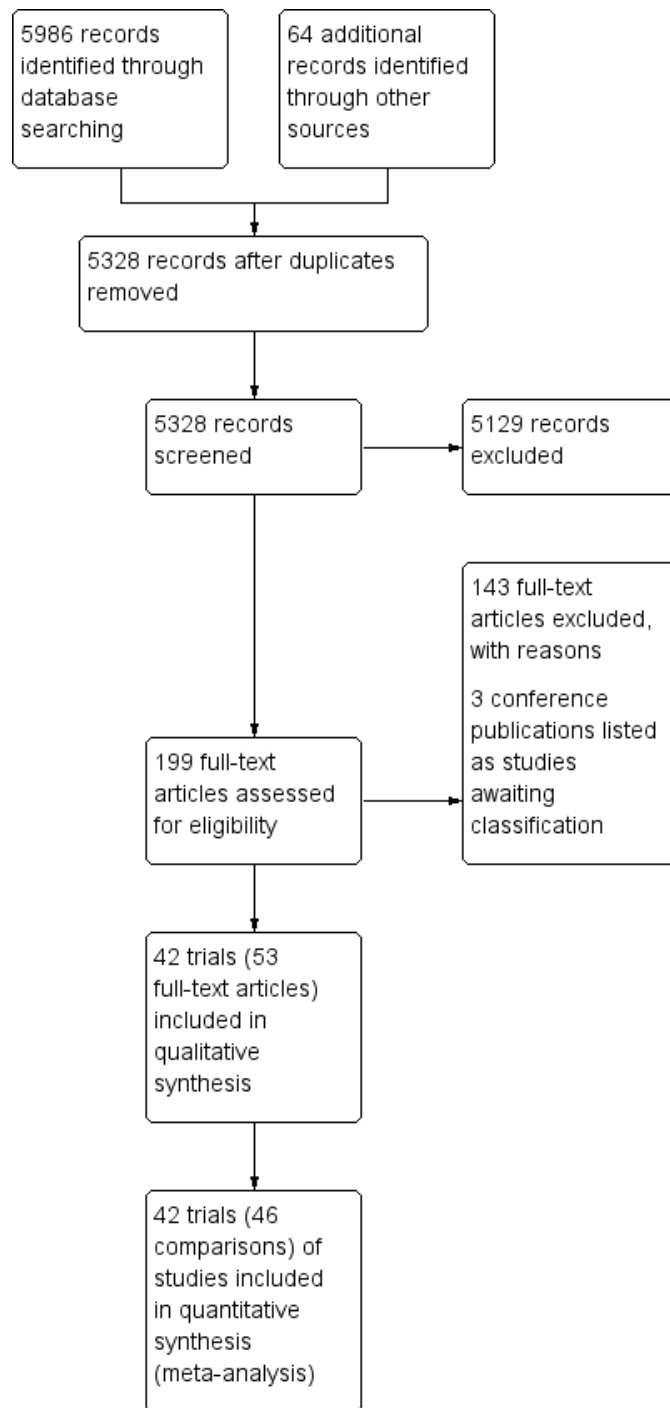 5986 records
identified through
database
searching
64 additional
records identified
through other
sources
5328 records after duplicates
removed
5328 records
screened
5129 records
excluded
143 full-text
articles excluded,
with reasons
3 conference
publications listed
as studies
awaiting
classification
199 full-text
articles assessed
for eligibility
42 trials (53
full-text articles)
included in
qualitative
synthesis
42 trials (46
comparisons) of
studies included
in quantitative
synthesis
(meta-analysis)